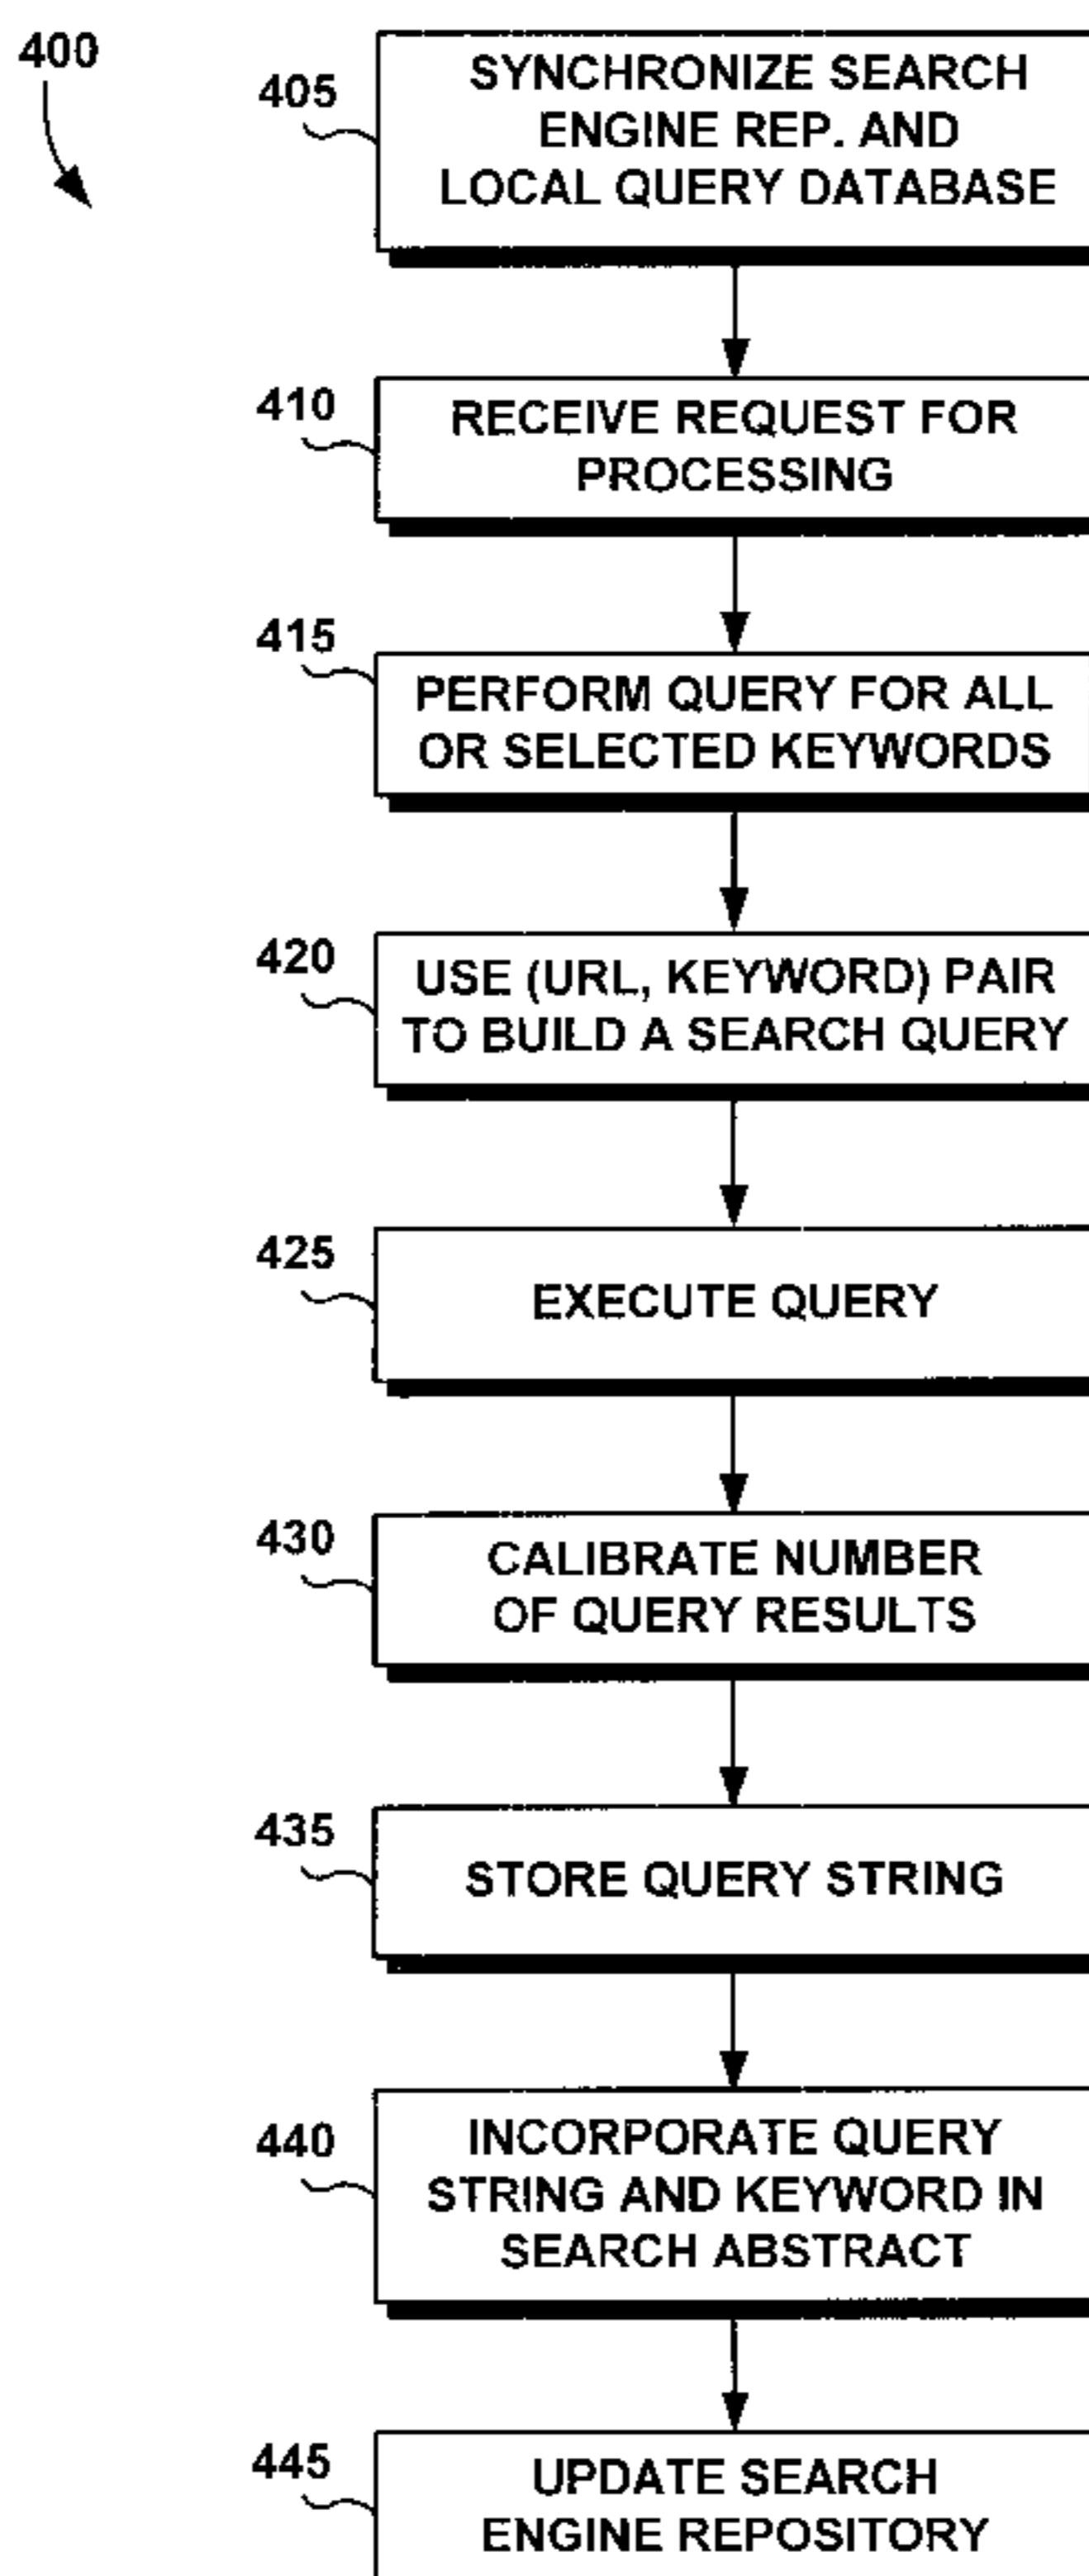 400
405
SYNCHRONIZE SEARCH
ENGINE REP. AND
LOCAL QUERY DATABASE
410
RECEIVE REQUEST FOR
PROCESSING
415
PERFORM QUERY FOR ALL
OR SELECTED KEYWORDS
420
USE (URL, KEYWORD) PAIR
TO BUILD A SEARCH QUERY
425
EXECUTE QUERY
430
CALIBRATE NUMBER
OF QUERY RESULTS
435
STORE QUERY STRING
440
INCORPORATE QUERY
STRING AND KEYWORD IN
SEARCH ABSTRACT
445
UPDATE SEARCH
ENGINE REPOSITORY